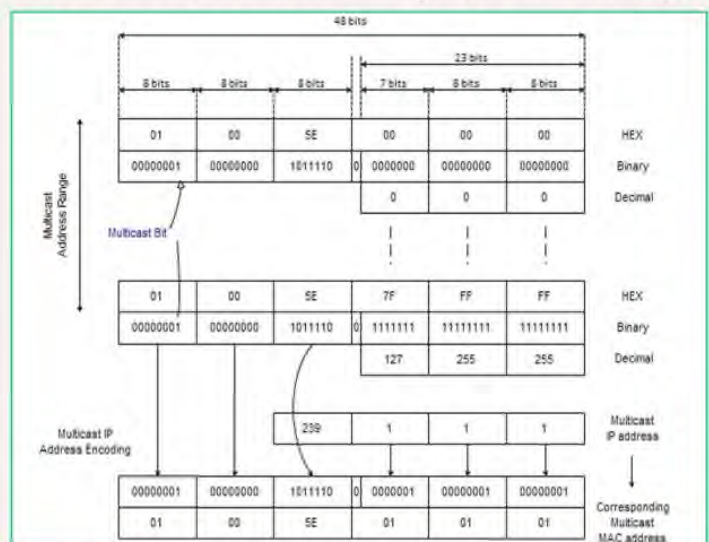 48 bits
23 bits
8 bits 8 bits 8 bits 7 bits 8 bits 8 bits
01 00 5E 00 00 00 HEX
00000001 00000000 1011110 0 0000000 00000000 00000000 Binary
0 0 0 Decimal
Multicast
Address Range
Multicast Bit
01 00 5E 7F FF FF HEX
00000001 00000000 1011110 0 1111111 11111111 11111111 Binary
127 255 255 Decimal
239 1 1 1
Multicast
IP address
Multicast IP
Address Encoding
00000001 00000000 1011110 0 0000001 00000001 00000001
01 00 5E 01 01 01
Corresponding
Multicast
MAC address